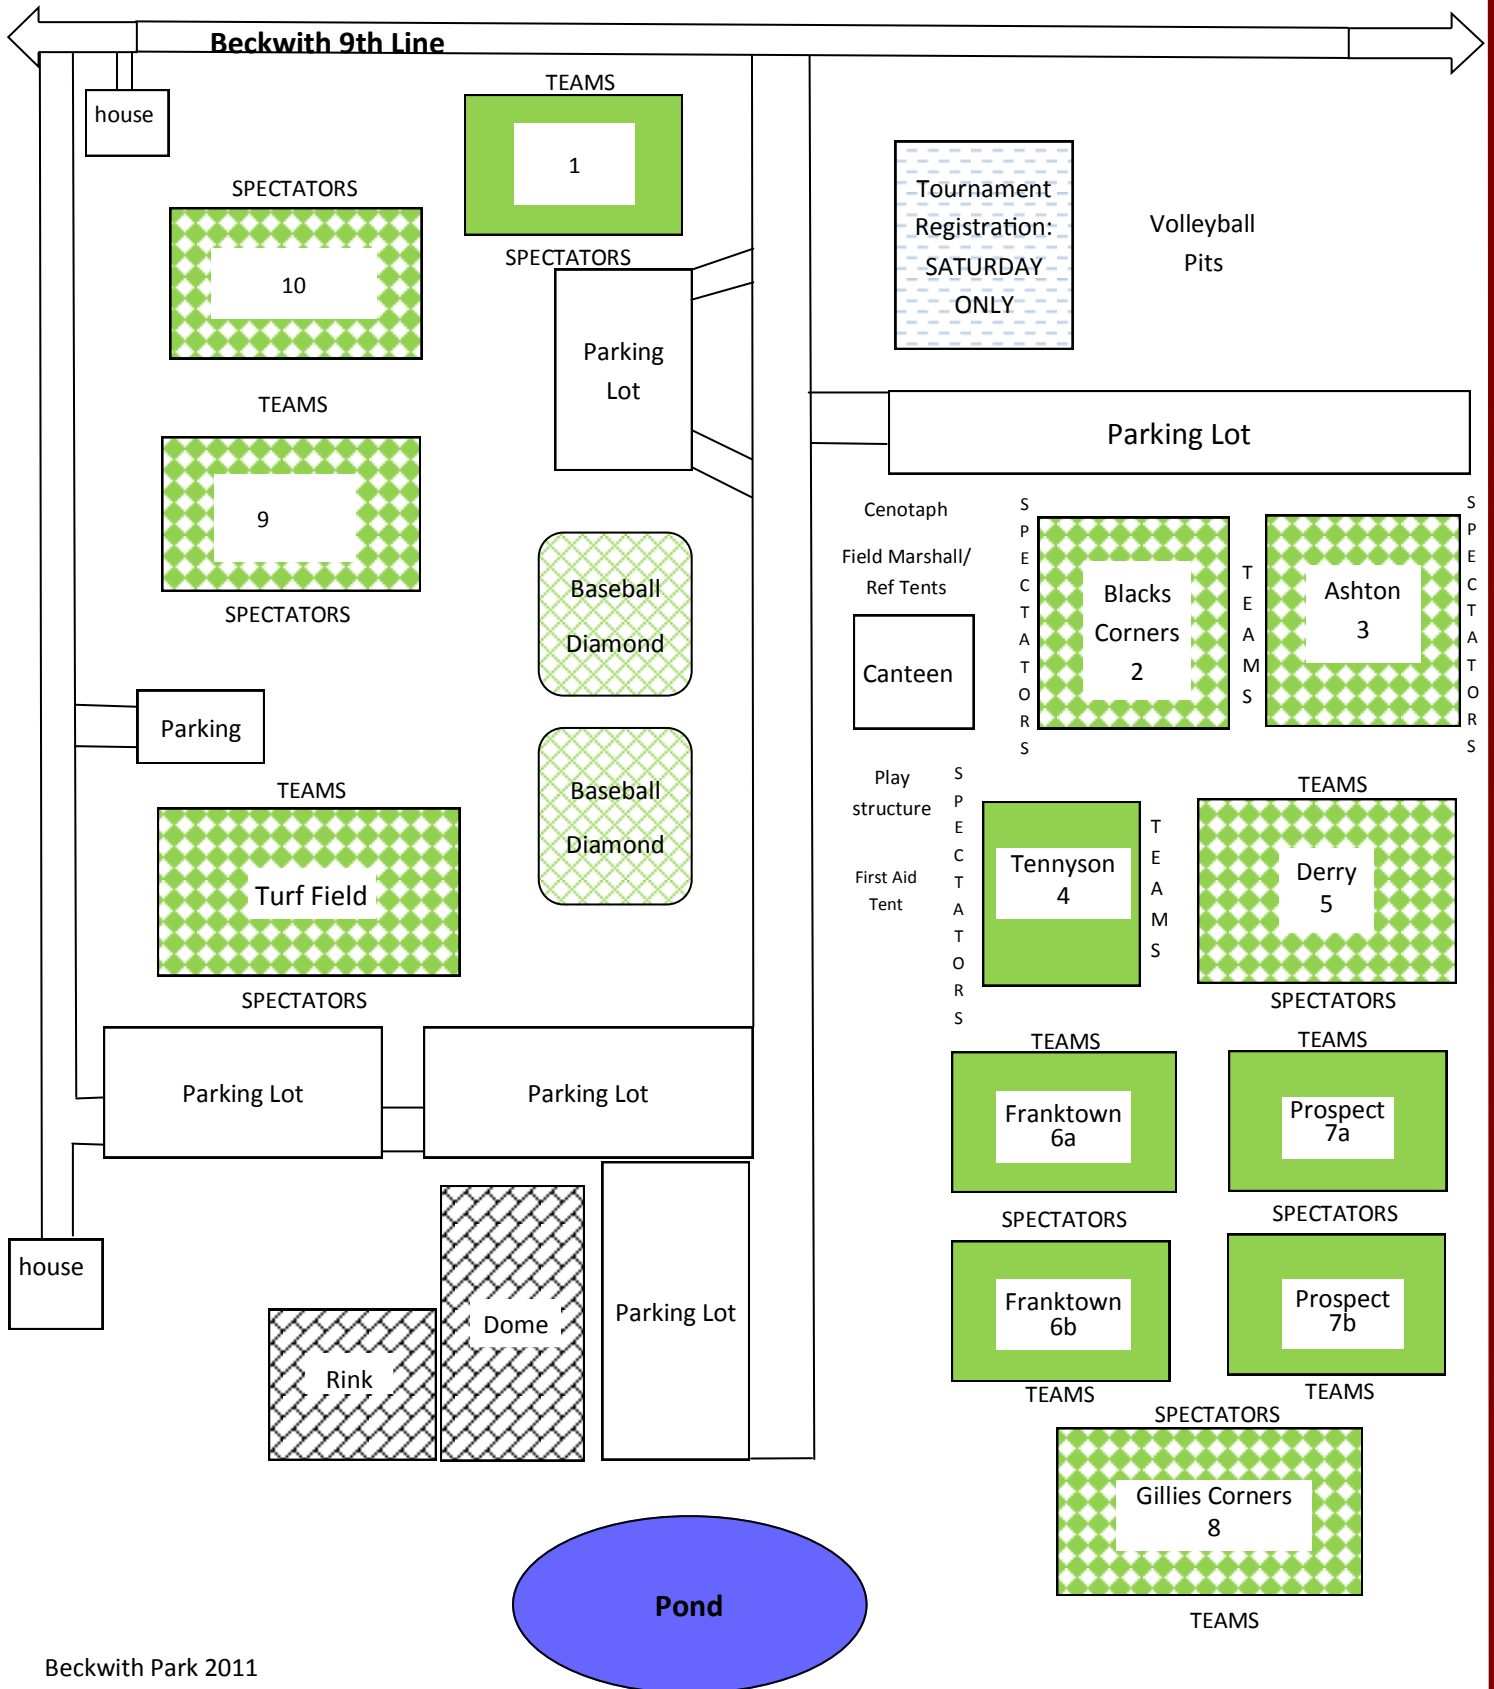 Beckwith 9th Line
house
TEAMS
1
SPECTATORS
SPECTATORS
10
TEAMS
9
SPECTATORS
Parking
Lot
Tournament
Registration:
SATURDAY
ONLY
Volleyball
Pits
Parking Lot
Baseball
Diamond
Baseball
Diamond
Cenotaph
Field Marshall/
Ref Tents
Canteen
SPECTATORS
Blacks
Corners
2
TEAMS
Ashton
3
SPECTATORS
Parking
TEAMS
Turf Field
SPECTATORS
Play
structure
First Aid
Tent
SPECTATORS
Tennyson
4
TEAMS
TEAMS
Derry
5
SPECTATORS
Parking Lot
Parking Lot
TEAMS
Franktown
6a
SPECTATORS
Franktown
6b
TEAMS
TEAMS
Prospect
7a
SPECTATORS
Prospect
7b
TEAMS
house
Rink
Dome
Parking Lot
SPECTATORS
Gillies Corners
8
TEAMS
Pond
Beckwith Park 2011